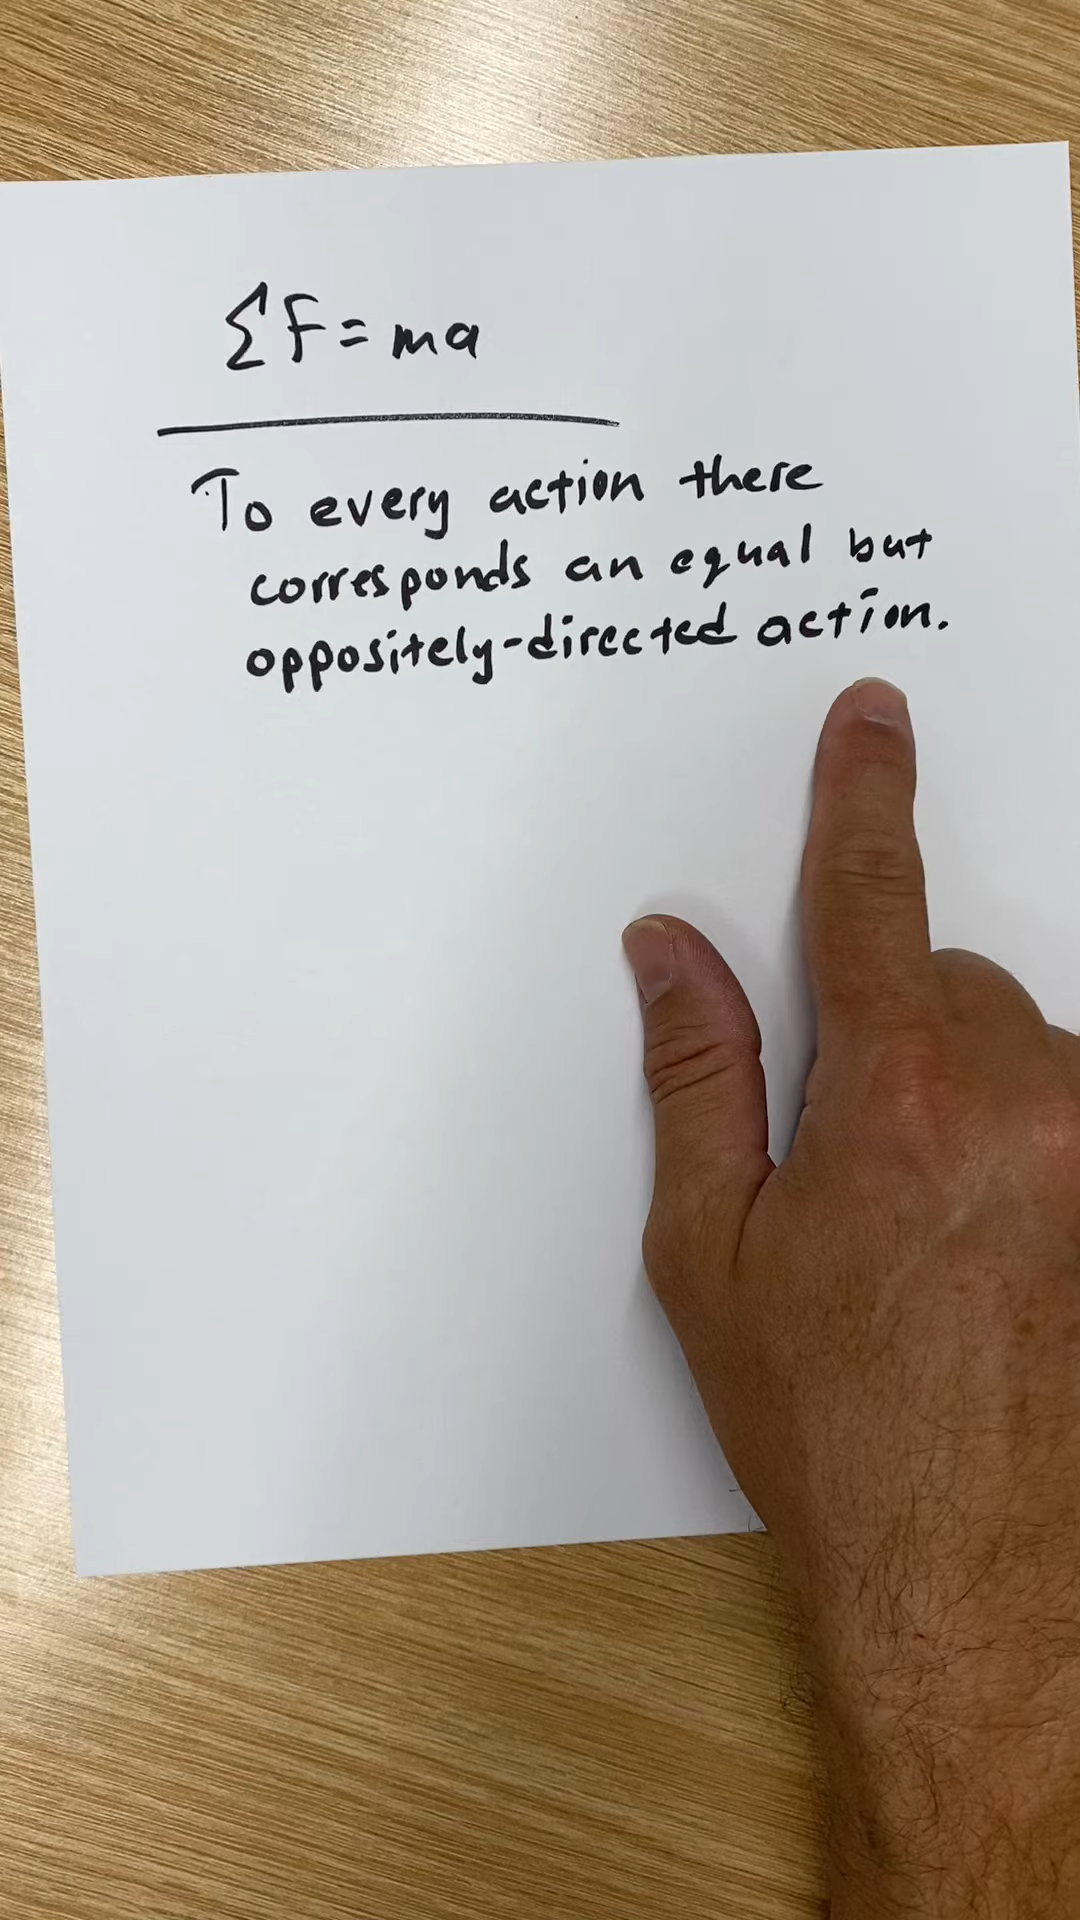 ΣF = ma
To every action there
corresponds an equal but
oppositely-directed action.